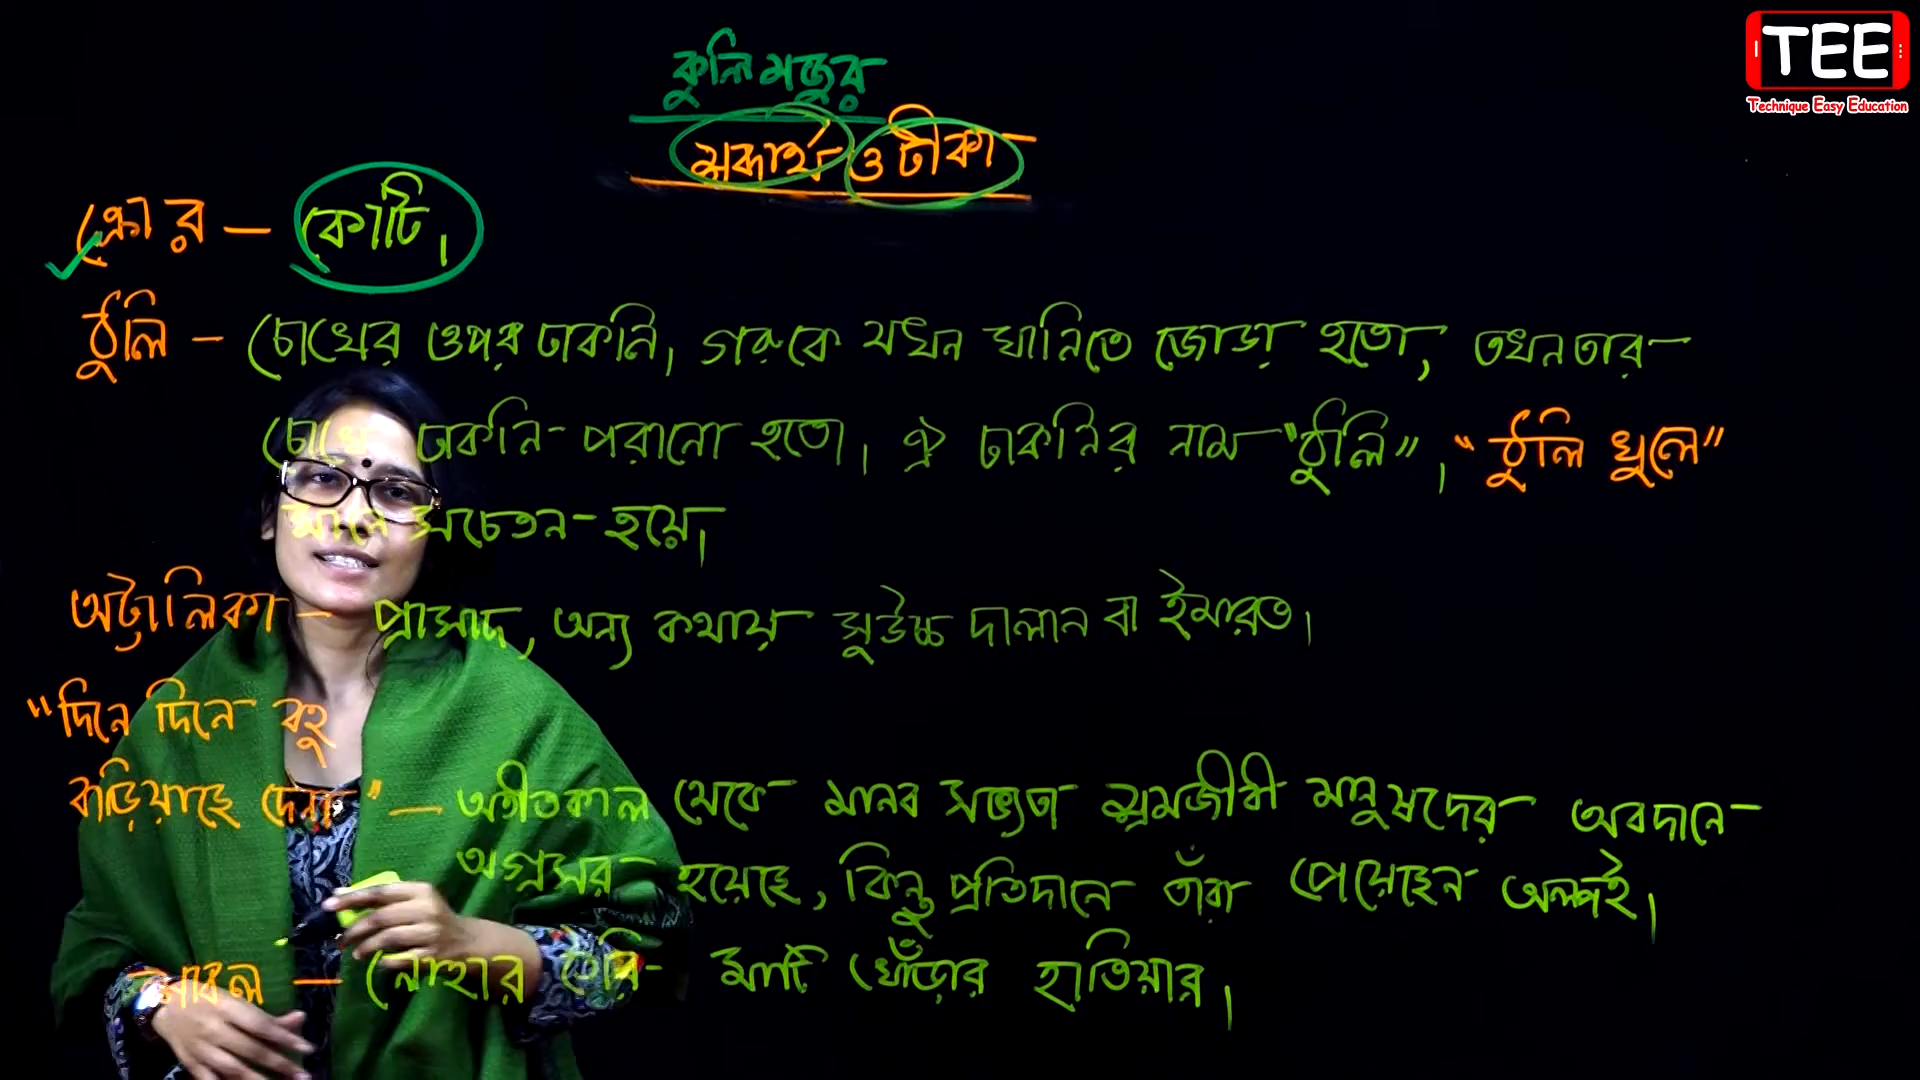 TEE
Technique Easy Education
কুলি মজুর
শব্দার্থ ও টীকা
ক্রোর – কোটি।
ঠুলি – চোখের ওপর ঢাকনি, গরুকে যখন ঘানিতে জোড়া হতো, তখন তার
চোখে ঢাকনি পরানো হতো। ঐ ঢাকনির নাম "ঠুলি"। "ঠুলি খুলে"
মানে সচেতন হয়ে।
অট্টালিকা – প্রাসাদ, অন্য কথায় সুউচ্চ দালান বা ইমারত।
"দিনে দিনে বহু
বাড়িয়াছে দেনা" – অতীতকাল থেকে মানব সভ্যতা শ্রমজীবী মানুষদের অবদানে
অগ্রসর হয়েছে, কিন্তু প্রতিদানে তাঁরা পেয়েছেন অল্পই।
শাবল – লোহার তৈরি মাটি খোঁড়ার হাতিয়ার।